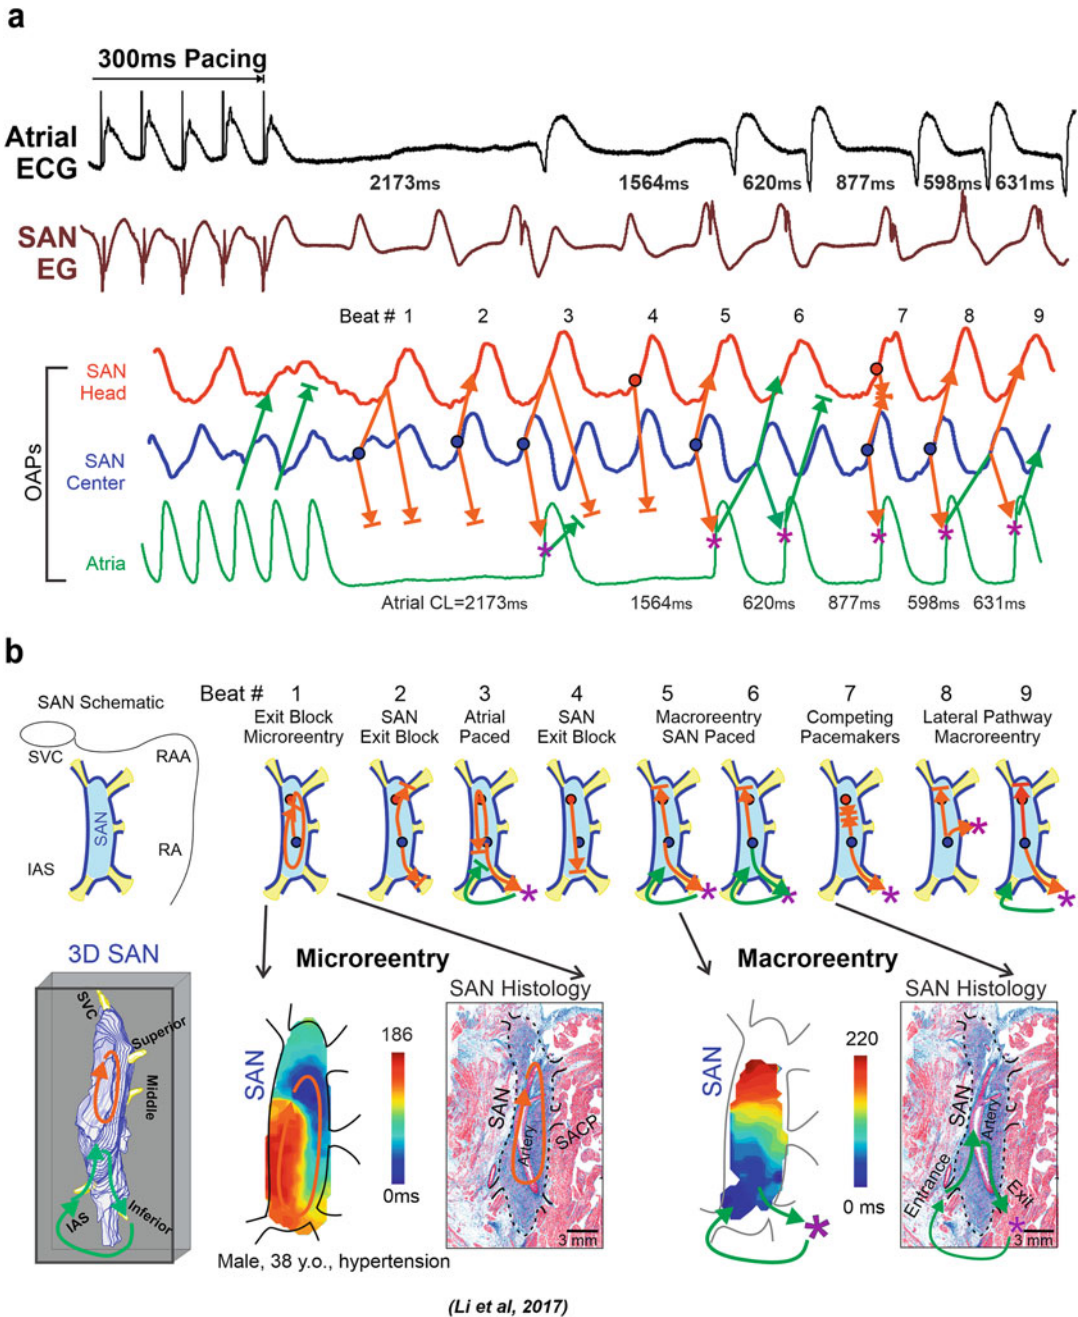 a
300ms Pacing
Atrial
ECG
2173ms 1564ms 620ms 877ms 598ms 631ms
SAN
EG
Beat # 1 2 3 4 5 6 7 8 9
SAN
Head
OAPs
SAN
Center
Atria
Atrial CL=2173ms 1564ms 620ms 877ms 598ms 631ms
b
Beat # 1 2 3 4 5 6 7 8 9
SAN Schematic
Exit Block
Microreentry
SAN
Exit Block
Atrial
Paced
SAN
Exit Block
Macroreentry
SAN Paced
Competing
Pacemakers
Lateral Pathway
Macroreentry
SVC
RAA
SAN
RA
IAS
3D SAN
SVC
Superior
Middle
IAS
Inferior
Microreentry
SAN
186
0ms
Male, 38 y.o., hypertension
SAN Histology
SAN
Artery
SACP
3 mm
Macroreentry
SAN
220
0 ms
SAN Histology
SAN
Artery
Entrance
Exit
3 mm
(Li et al, 2017)